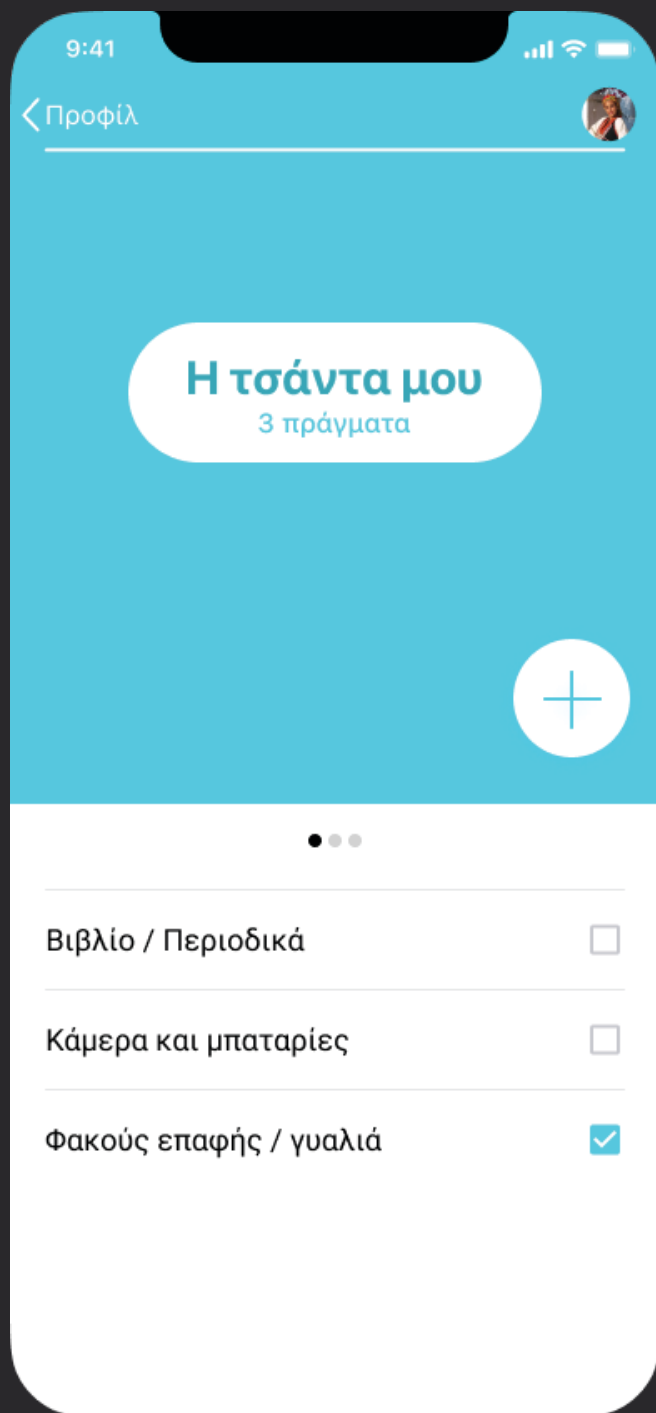 9:41
Προφίλ
Η τσάντα μου
3 πράγματα
Βιβλίο / Περιοδικά
Κάμερα και μπαταρίες
Φακούς επαφής / γυαλιά